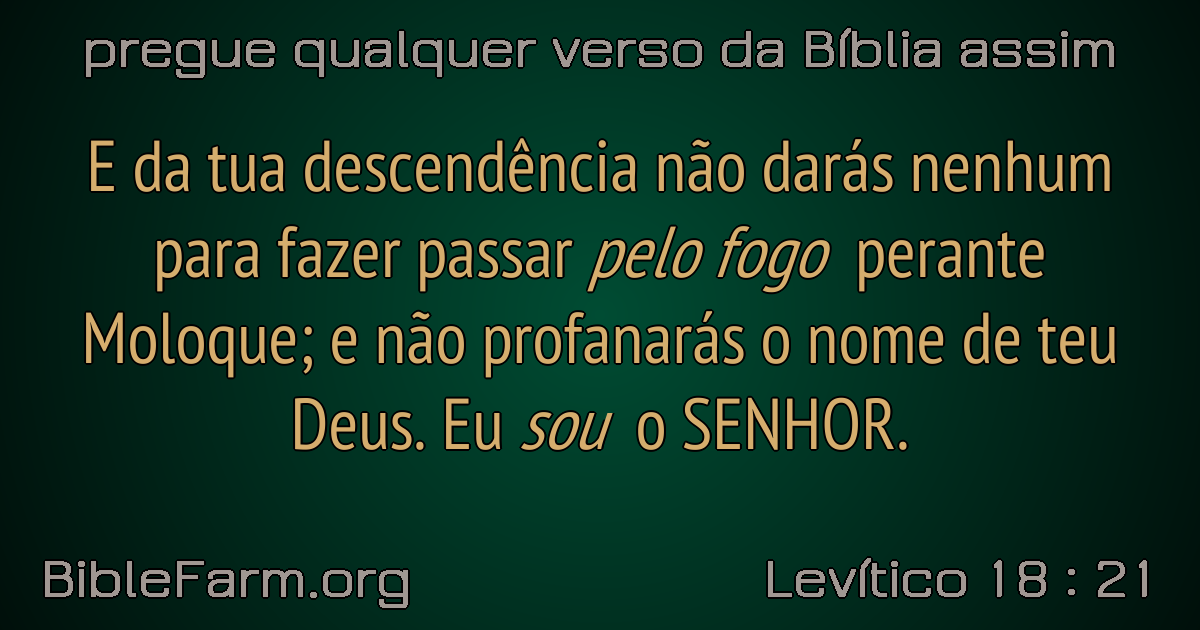 pregue qualquer verso da Bíblia assim
E da tua descendência não darás nenhum
para fazer passar pelo fogo perante
Moloque; e não profanarás o nome de teu
Deus. Eu sou o SENHOR.
BibleFarm.org
Levítico 18 : 21